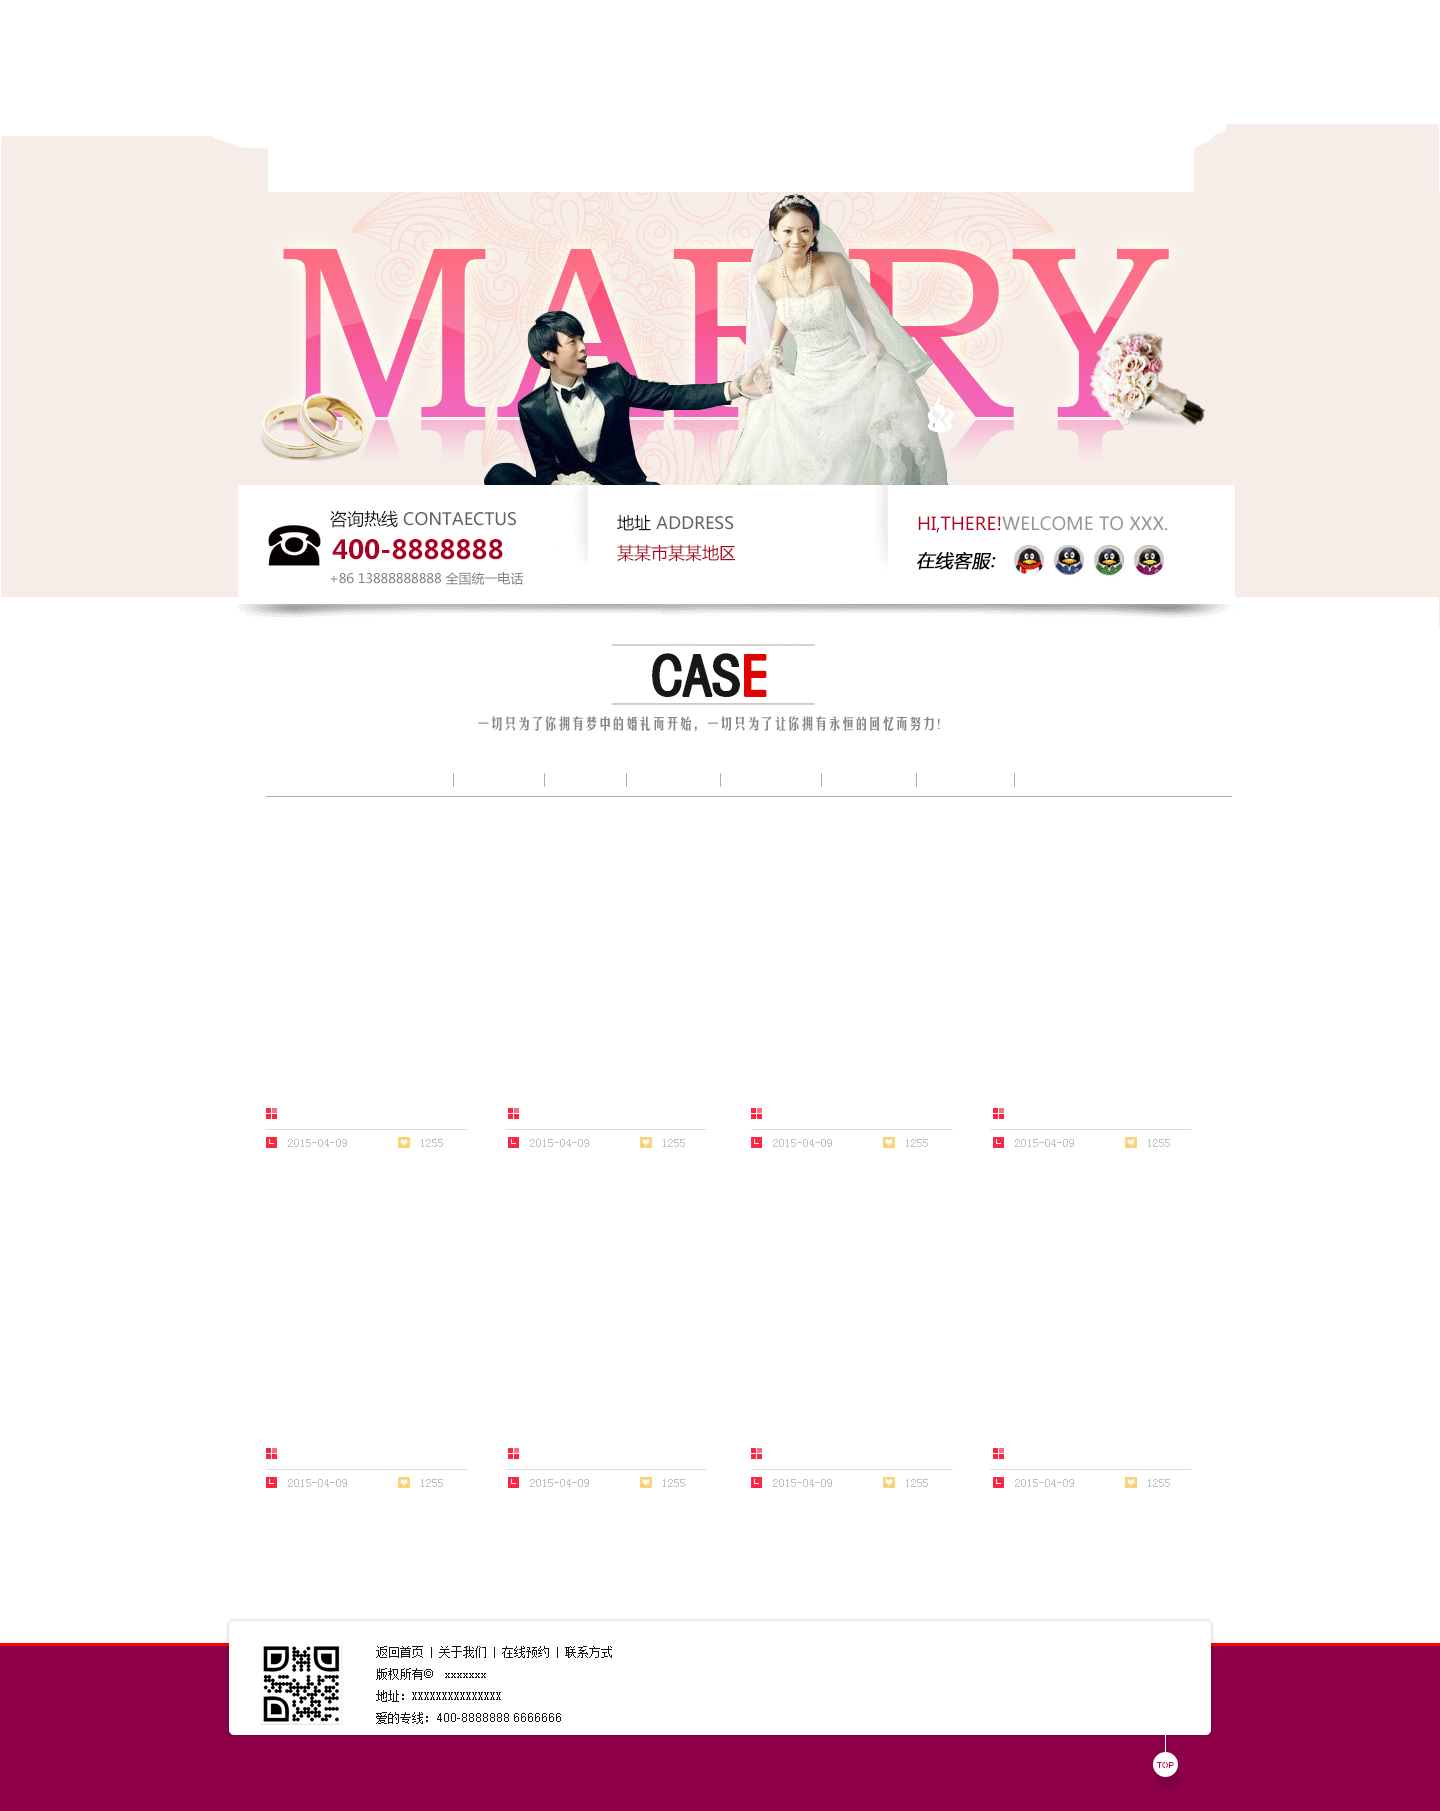 MARRY
咨询热线 CONTAECTUS
400-8888888
+86 13888888888 全国统一电话
地址 ADDRESS
某某市某某地区
HI,THERE!WELCOME TO XXX.
在线客服:
CASE
一切只为了你拥有梦中的婚礼而开始，一切只为了让你拥有永恒的回忆而努力!
2015-04-09 1255 2015-04-09 1255 2015-04-09 1255 2015-04-09 1255
2015-04-09 1255 2015-04-09 1255 2015-04-09 1255 2015-04-09 1255
返回首页 | 关于我们 | 在线预约 | 联系方式
版权所有© xxxxxxx
地址：XXXXXXXXXXXXXXX
爱的专线：400-8888888 6666666
TOP